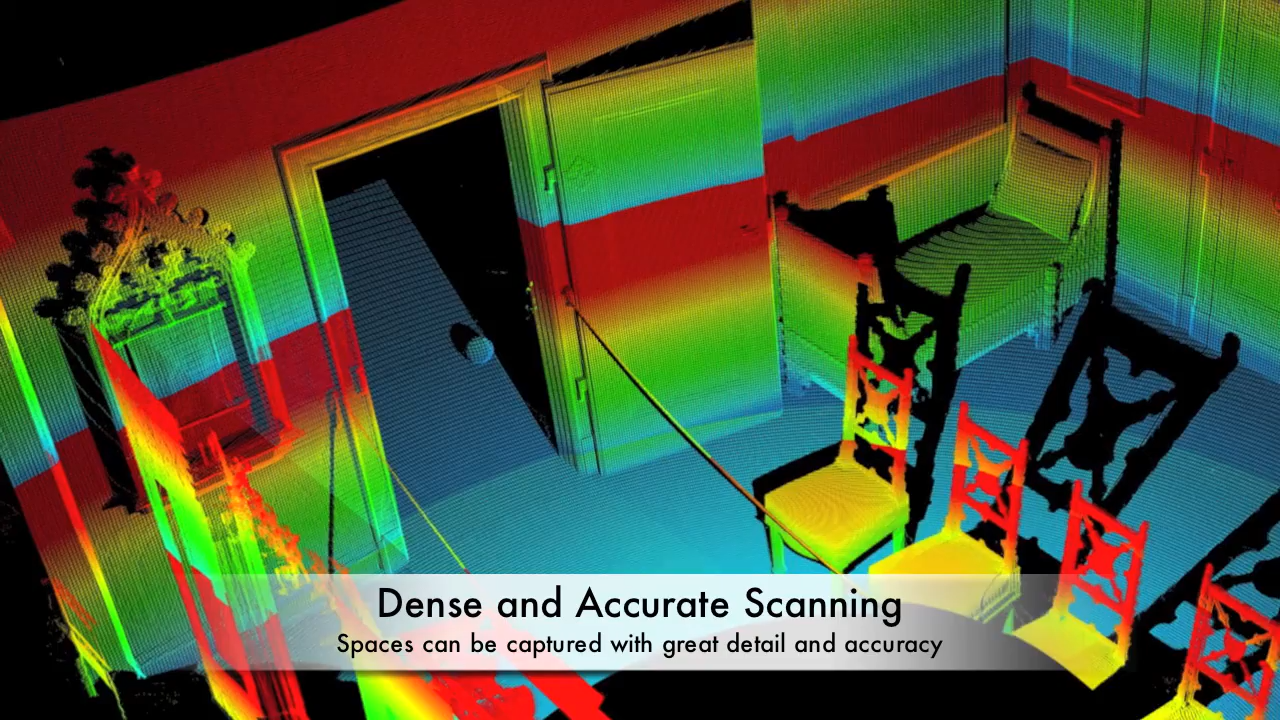 Dense and Accurate Scanning
Spaces can be captured with great detail and accuracy